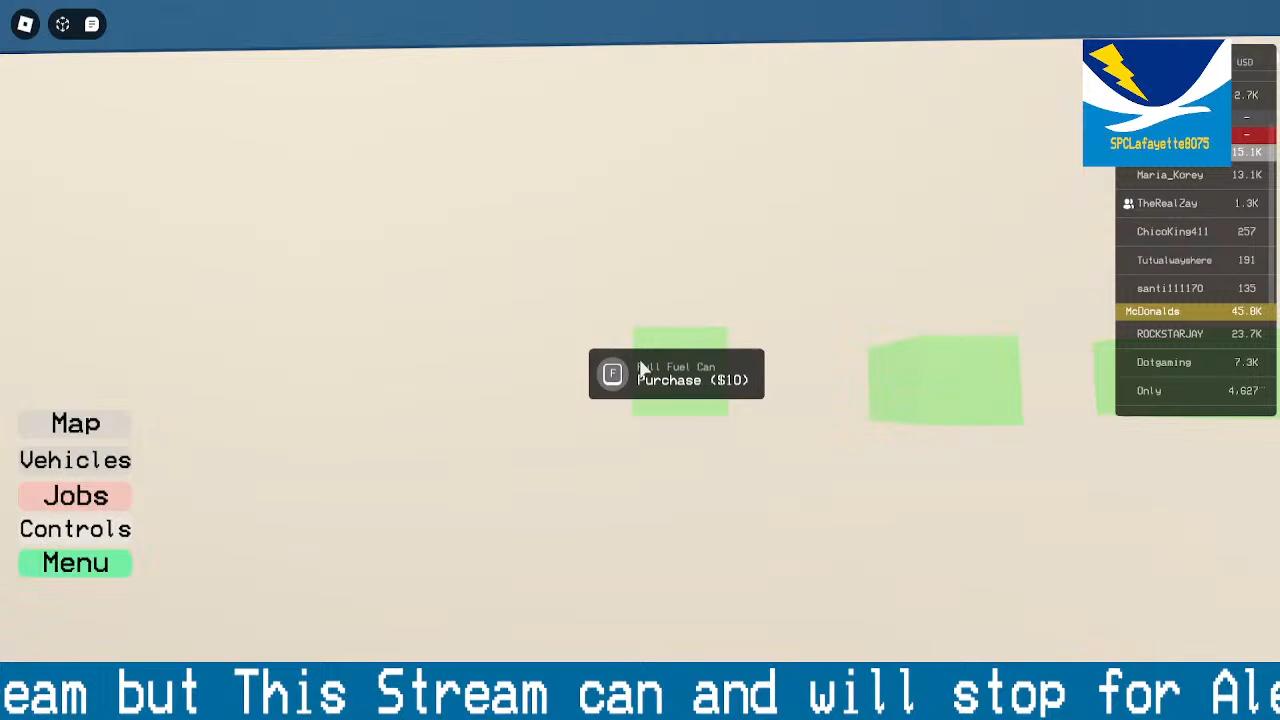 USD
2.7K
-
-
15.1K
SPCLafayette8075
Maria_Korey 13.1K
TheRealZay 1.3K
ChicoKing411 257
Tutualwayshere 191
santi111170 135
McDonalds 45.8K
ROCKSTARJAY 23.7K
Dotgaming 7.3K
Only 4,627
F
Fuel Can
Purchase ($10)
Map
Vehicles
Jobs
Controls
Menu
eam but This Stream can and will stop for Ale